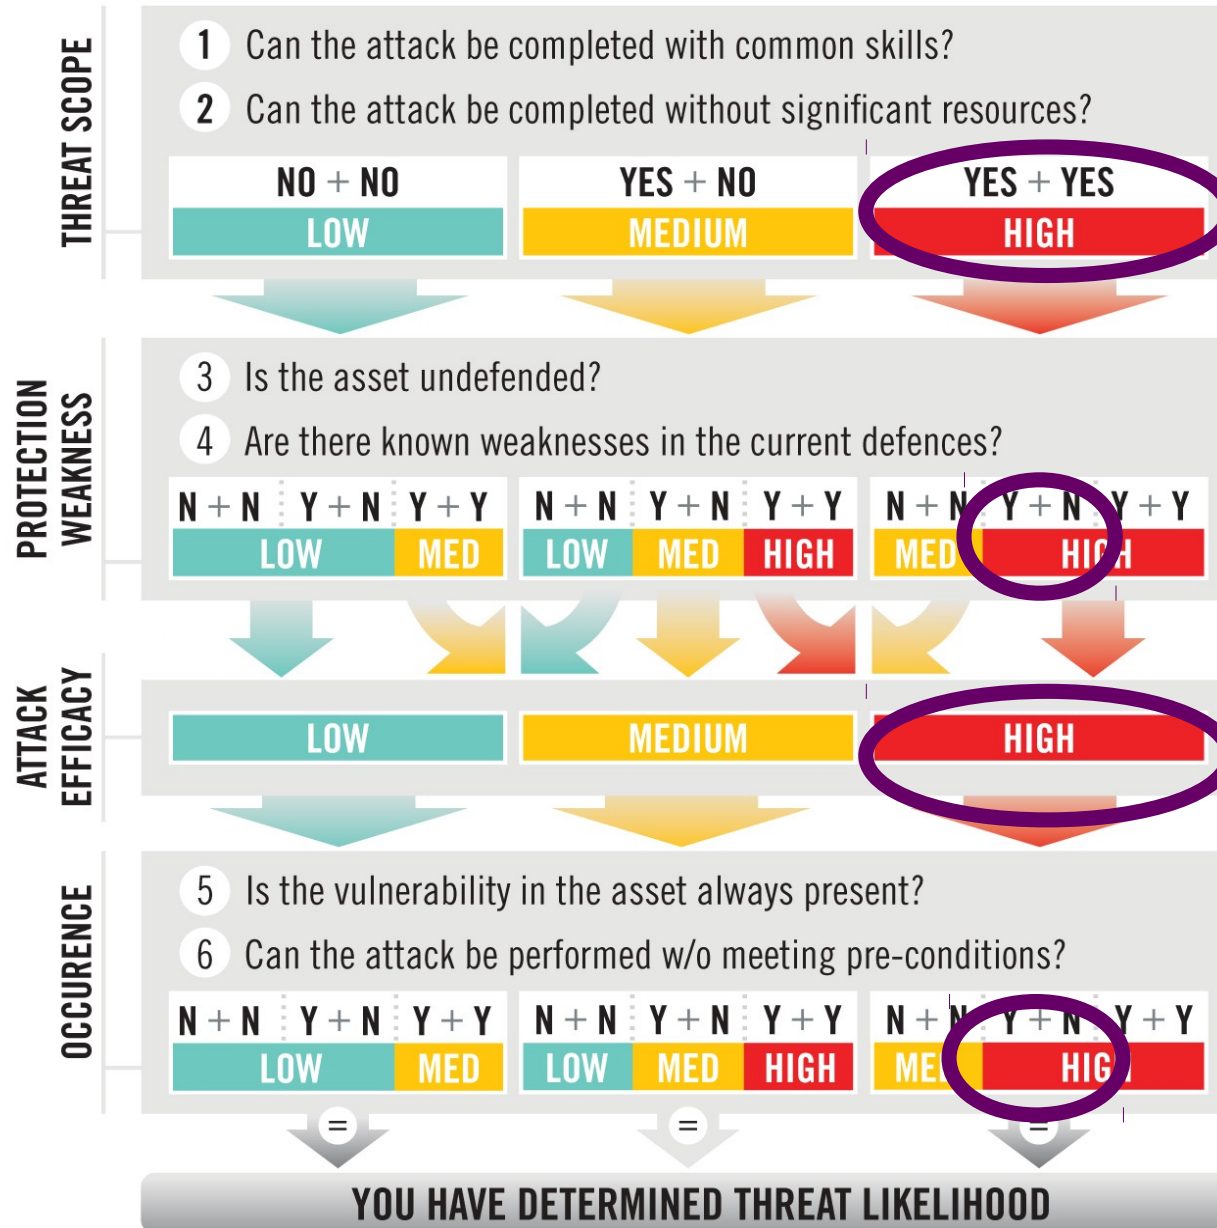 THREAT SCOPE
1 Can the attack be completed with common skills?
2 Can the attack be completed without significant resources?
NO + NO YES + NO YES + YES
LOW MEDIUM HIGH
PROTECTION
WEAKNESS
3 Is the asset undefended?
4 Are there known weaknesses in the current defences?
N + N Y + N Y + Y N + N Y + N Y + Y N + N Y + N Y + Y
LOW MED LOW MED HIGH MED HIGH
ATTACK
EFFICACY
LOW MEDIUM HIGH
OCCURENCE
5 Is the vulnerability in the asset always present?
6 Can the attack be performed w/o meeting pre-conditions?
N + N Y + N Y + Y N + N Y + N Y + Y N + N Y + N Y + Y
LOW MED LOW MED HIGH MED HIGH
= = =
YOU HAVE DETERMINED THREAT LIKELIHOOD